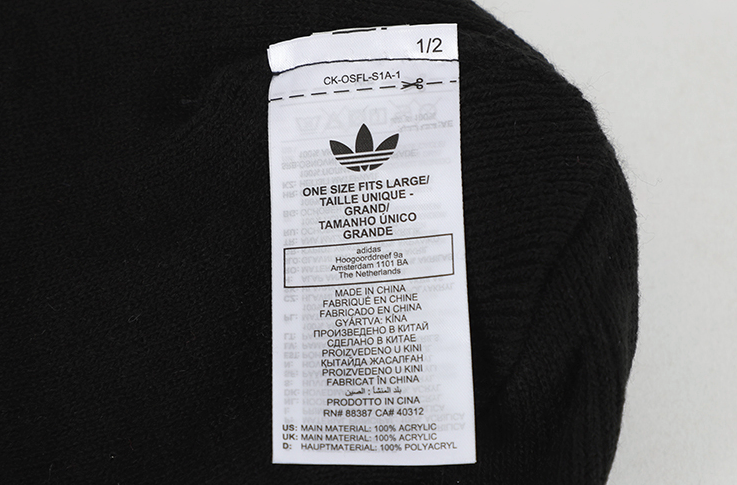 1/2
CK-OSFL-S1A-1
ONE SIZE FITS LARGE/
TAILLE UNIQUE -
GRAND/
TAMANHO ÚNICO
GRANDE
adidas
Hoogoorddreef 9a
Amsterdam 1101 BA
The Netherlands
MADE IN CHINA
FABRIQUÉ EN CHINE
FABRICADO EN CHINA
GYÁRTVA: KÍNA
ПРОИЗВЕДЕНО В КИТАЙ
СДЕЛАНО В КИТАЕ
PROIZVEDENO U KINI
ҚЫТАЙДА ЖАСАЛҒАН
PROIZVEDENO U KINI
FABRICAT ÎN CHINA
بلد المنشأ : الصين
PRODOTTO IN CINA
RN# 88387 CA# 40312
US: MAIN MATERIAL: 100% ACRYLIC
UK: MAIN MATERIAL: 100% ACRYLIC
D: HAUPTMATERIAL: 100% POLYACRYL